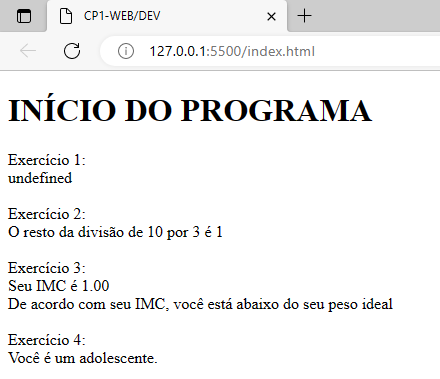 CP1-WEB/DEV
127.0.0.1:5500/index.html
INÍCIO DO PROGRAMA
Exercício 1:
undefined
Exercício 2:
O resto da divisão de 10 por 3 é 1
Exercício 3:
Seu IMC é 1.00
De acordo com seu IMC, você está abaixo do seu peso ideal
Exercício 4:
Você é um adolescente.